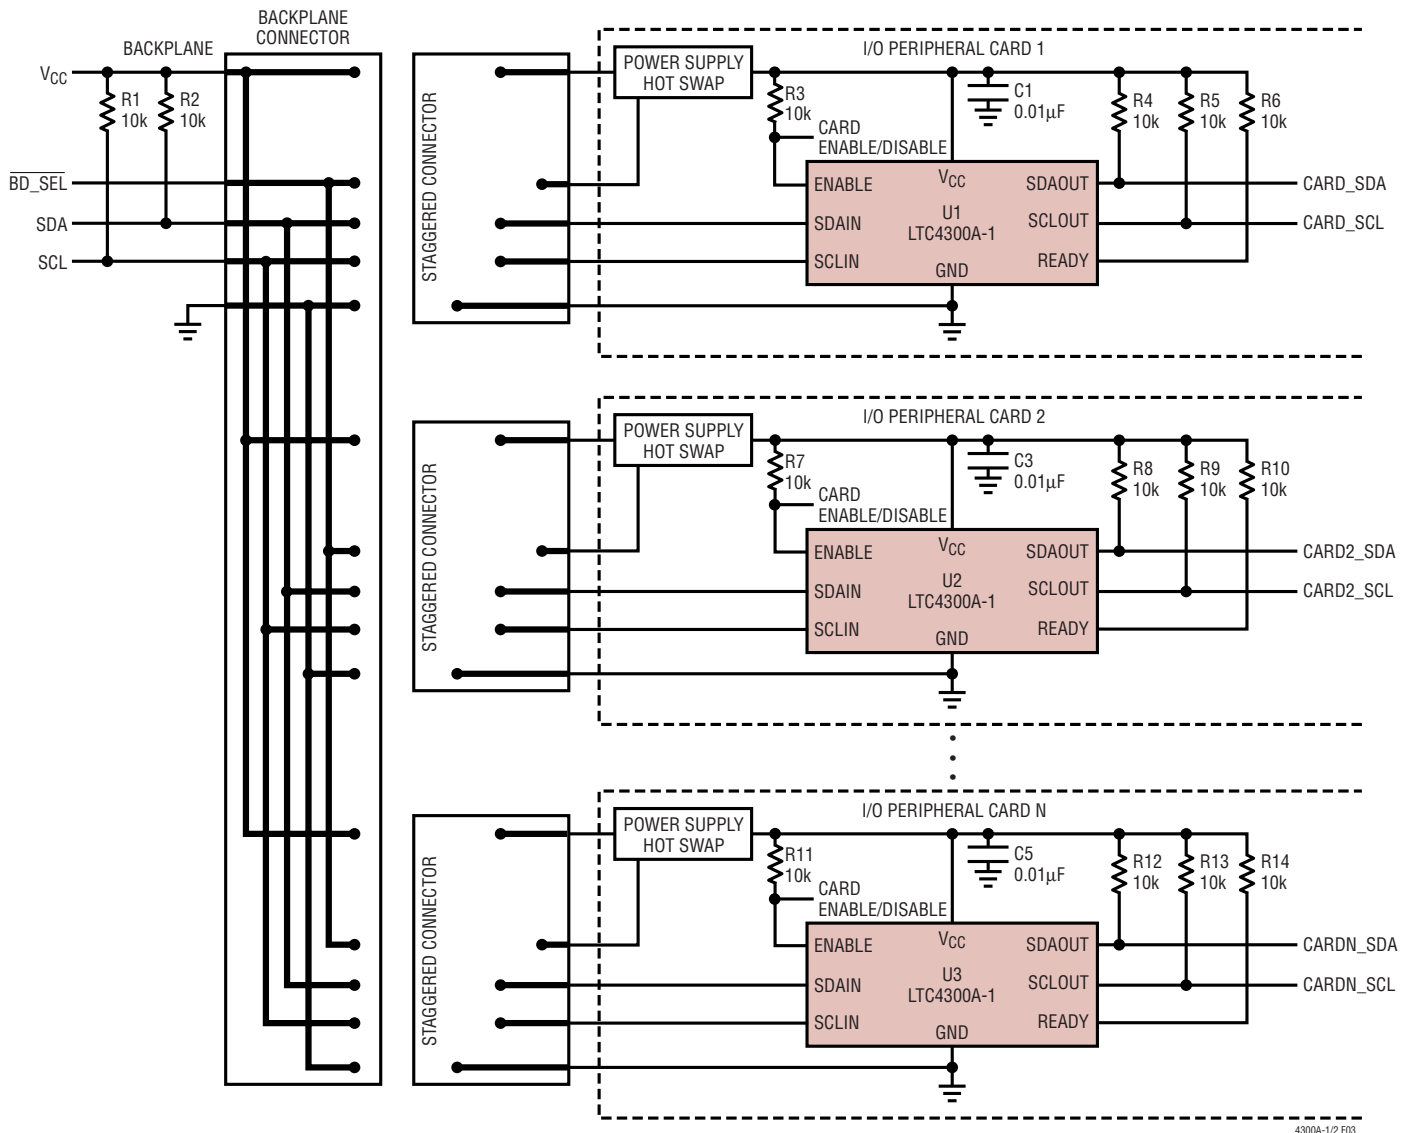 BACKPLANE
CONNECTOR
BACKPLANE
VCC
R1
10k
R2
10k
BD_SEL
SDA
SCL
STAGGERED CONNECTOR
POWER SUPPLY
HOT SWAP
I/O PERIPHERAL CARD 1
R3
10k
CARD
ENABLE/DISABLE
C1
0.01μF
R4
10k
R5
10k
R6
10k
ENABLE
VCC
SDAOUT
SDAIN
U1
LTC4300A-1
SCLOUT
SCLIN
GND
READY
CARD_SDA
CARD_SCL
STAGGERED CONNECTOR
POWER SUPPLY
HOT SWAP
I/O PERIPHERAL CARD 2
R7
10k
CARD
ENABLE/DISABLE
C3
0.01μF
R8
10k
R9
10k
R10
10k
ENABLE
VCC
SDAOUT
SDAIN
U2
LTC4300A-1
SCLOUT
SCLIN
GND
READY
CARD2_SDA
CARD2_SCL
STAGGERED CONNECTOR
POWER SUPPLY
HOT SWAP
I/O PERIPHERAL CARD N
R11
10k
CARD
ENABLE/DISABLE
C5
0.01μF
R12
10k
R13
10k
R14
10k
ENABLE
VCC
SDAOUT
SDAIN
U3
LTC4300A-1
SCLOUT
SCLIN
GND
READY
CARDN_SDA
CARDN_SCL
4300A-1/2 F03